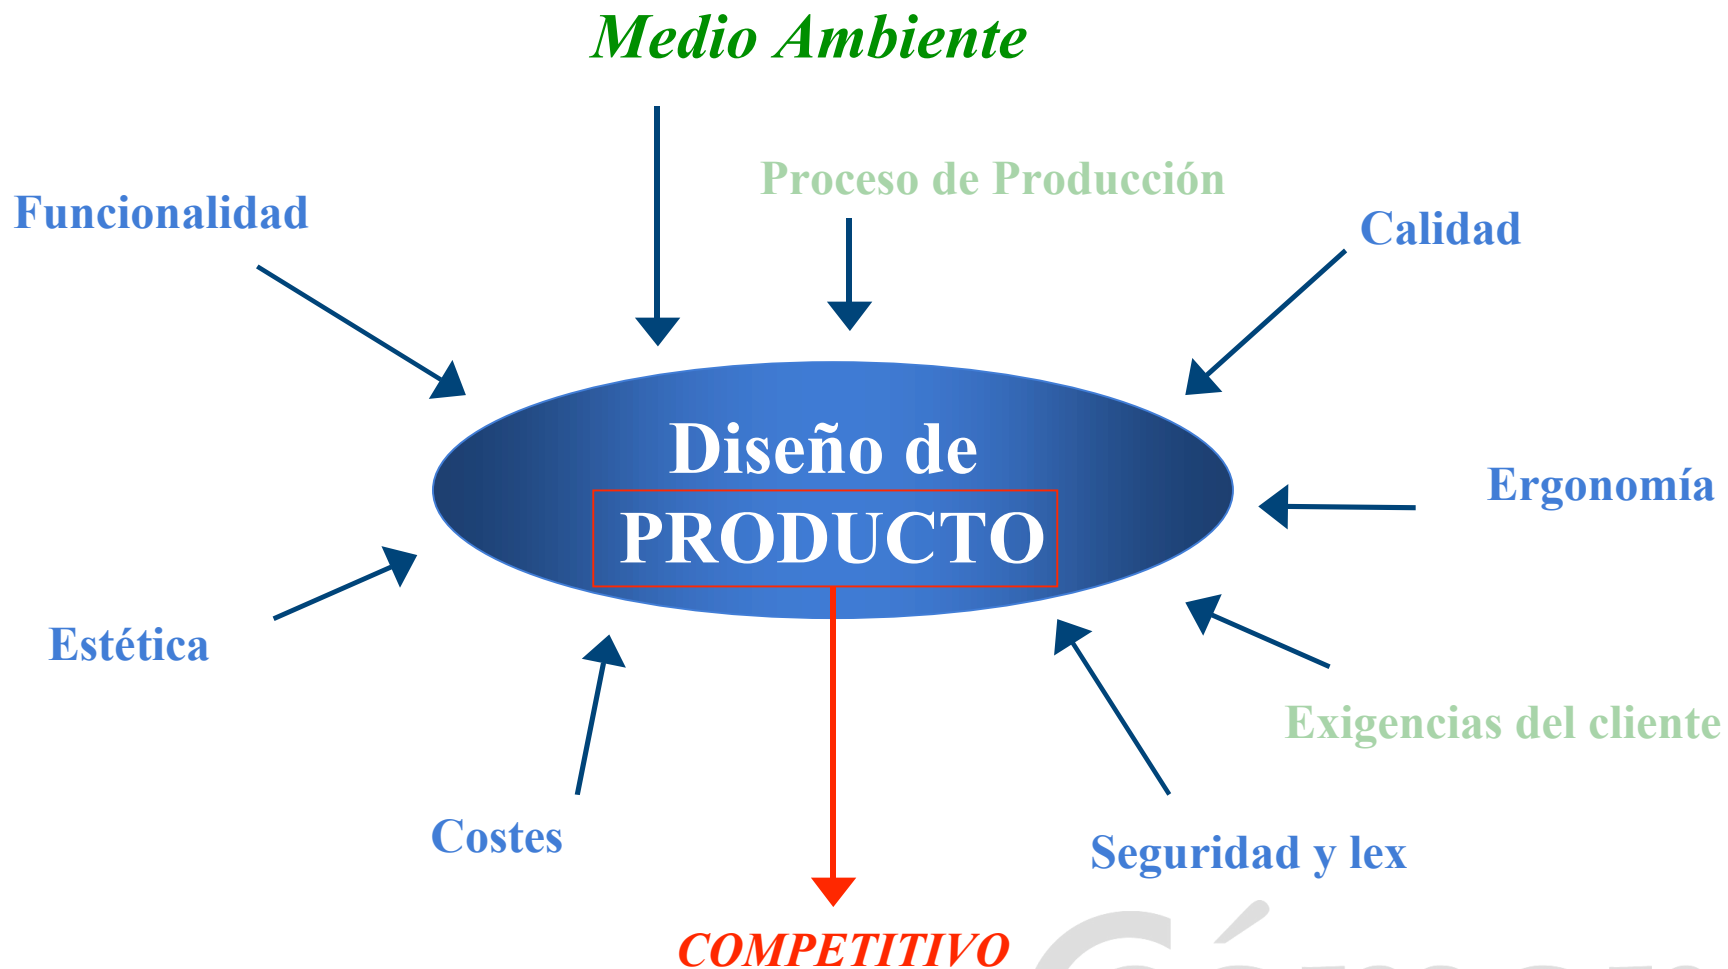 Medio Ambiente
Proceso de Producción
Funcionalidad
Calidad
Diseño de
PRODUCTO
Ergonomía
Estética
Exigencias del cliente
Costes
Seguridad y lex
COMPETITIVO